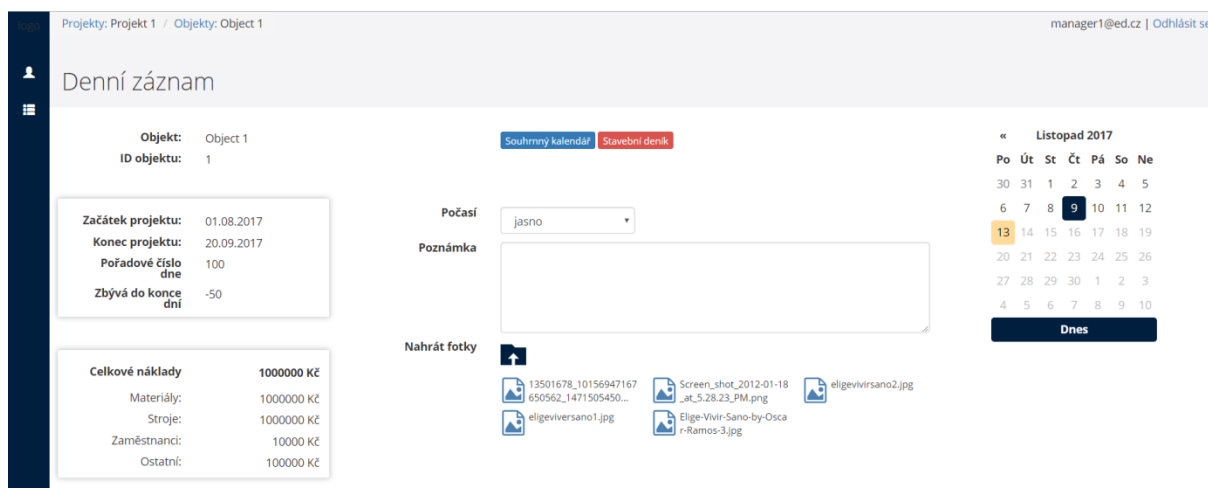 logo
Projekty: Projekt 1 / Objekty: Object 1
manager1@ed.cz | Odhlásit se
Denní záznam
Objekt: Object 1
ID objektu: 1
Začátek projektu: 01.08.2017
Konec projektu: 20.09.2017
Pořadové číslo
dne
100
Zbývá do konce
dní
-50
Celkové náklady 1000000 Kč
Materiály: 1000000 Kč
Stroje: 1000000 Kč
Zaměstnanci: 10000 Kč
Ostatní: 100000 Kč
Souhrnný kalendář Stavební deník
Počasí jasno
Poznámka
Nahrát fotky
13501678_10156947167
650562_1471505450...
Screen_shot_2012-01-18
_at_5.28.23_PM.png
eligevivirsano2.jpg
eligeviversano1.jpg
Elige-Vivir-Sano-by-Osca
r-Ramos-3.jpg
« Listopad 2017
Po Út St Čt Pá So Ne
30 31 1 2 3 4 5
6 7 8 9 10 11 12
13 14 15 16 17 18 19
20 21 22 23 24 25 26
27 28 29 30 1 2 3
4 5 6 7 8 9 10
Dnes